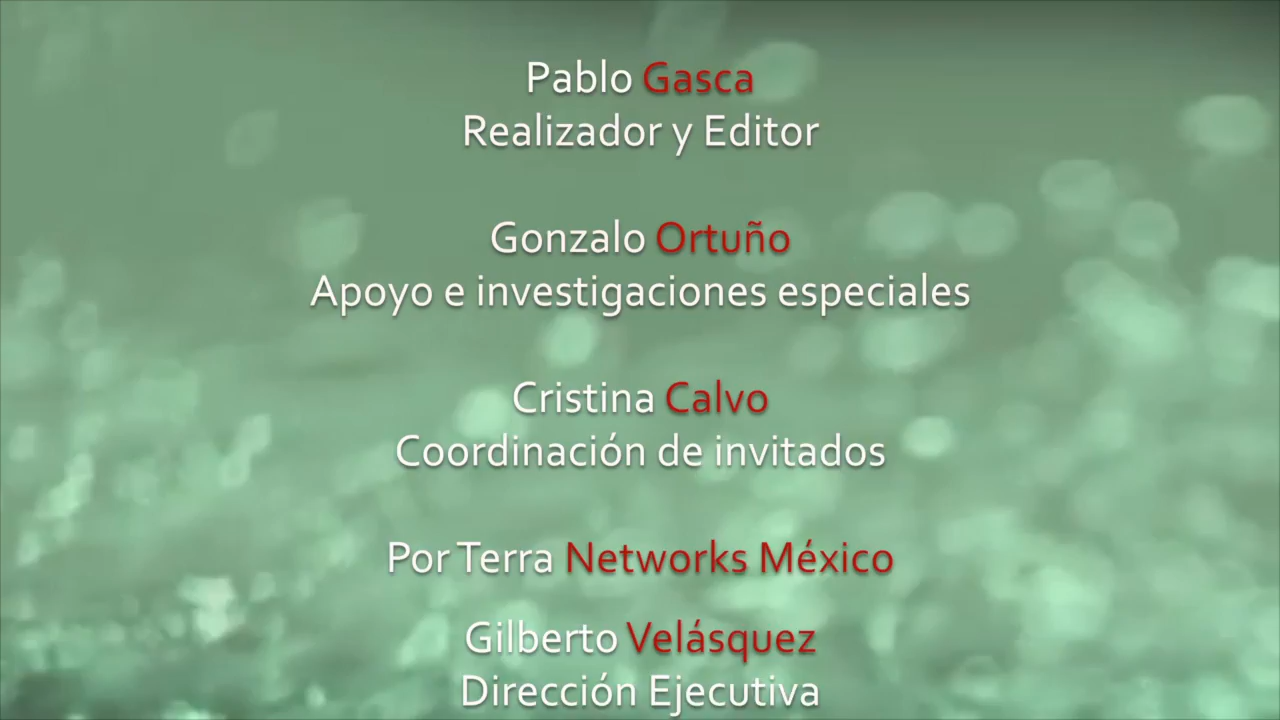 Pablo Gasca
Realizador y Editor
Gonzalo Ortuño
Apoyo e investigaciones especiales
Cristina Calvo
Coordinación de invitados
Por Terra Networks México
Gilberto Velásquez
Dirección Ejecutiva